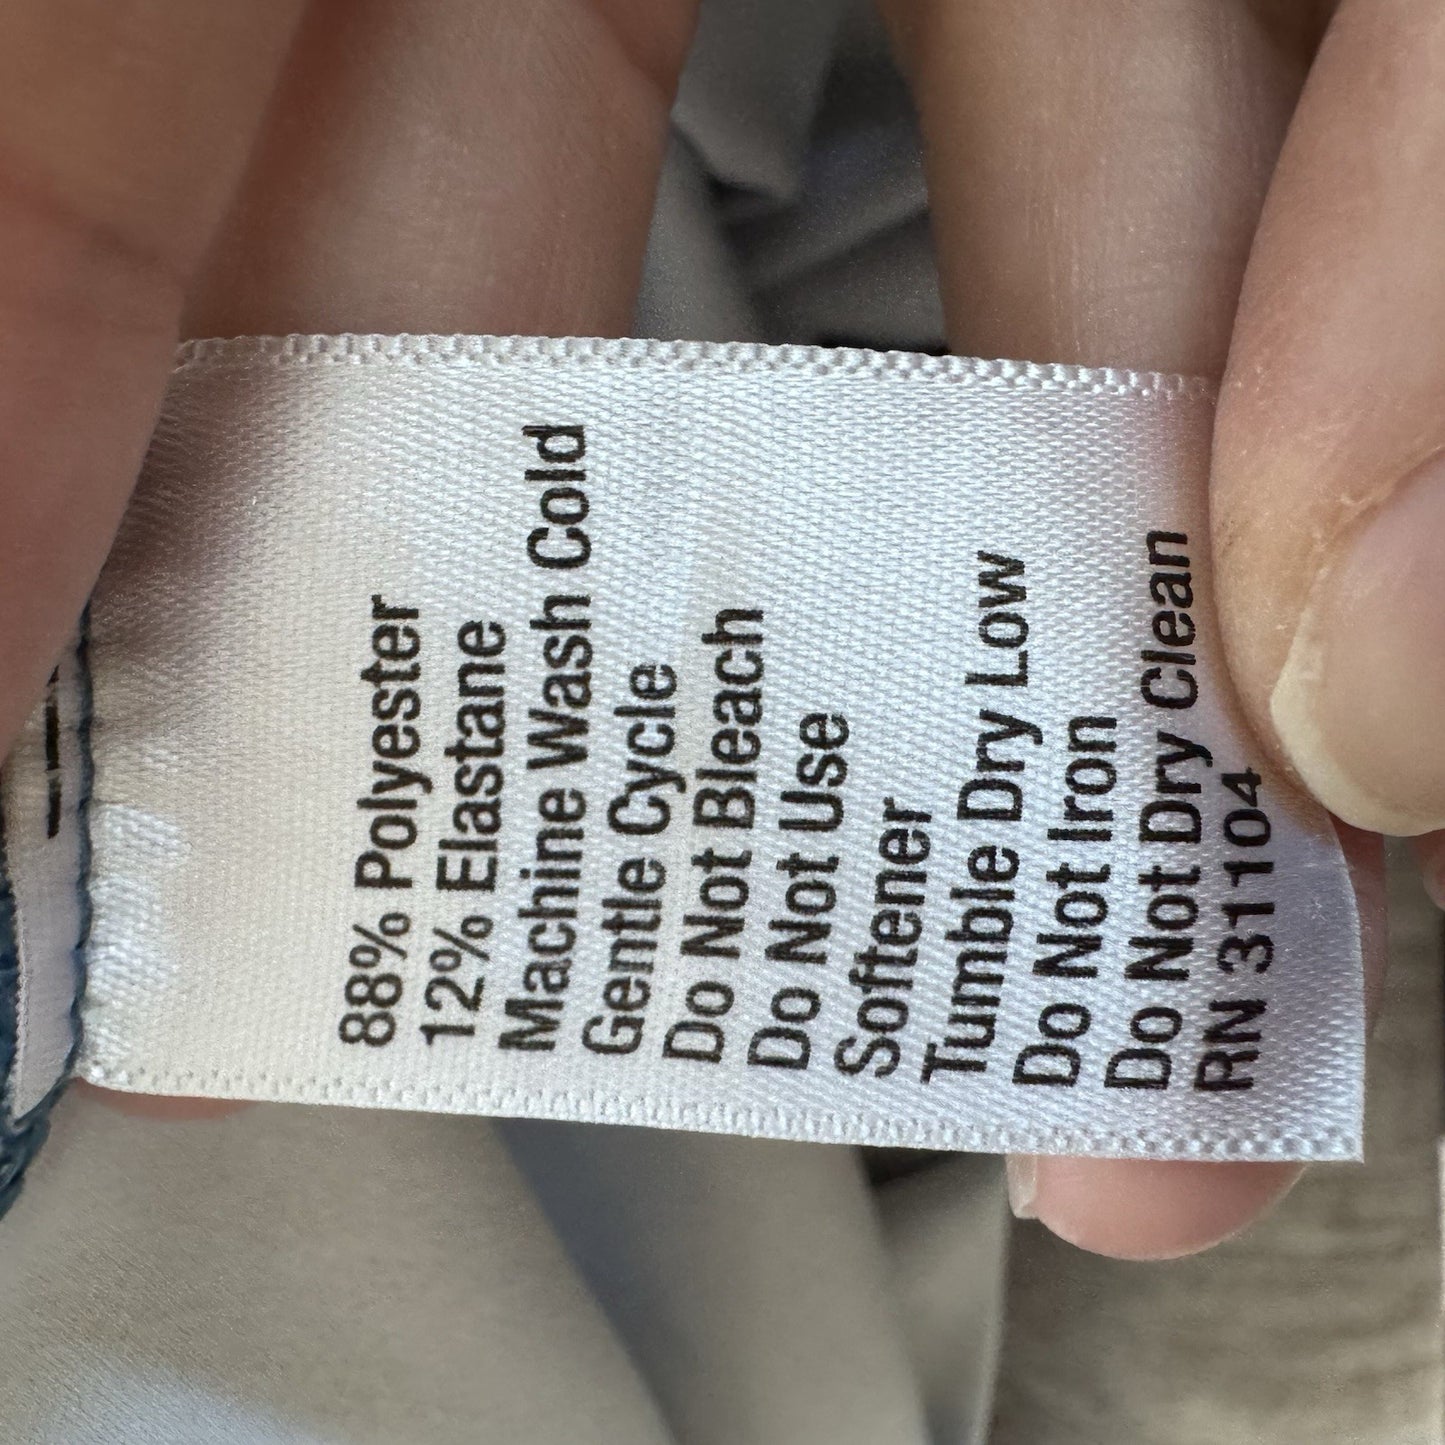 88% Polyester
12% Elastane
Machine Wash Cold
Gentle Cycle
Do Not Bleach
Do Not Use
Softener
Tumble Dry Low
Do Not Iron
Do Not Dry Clean
RN 31104